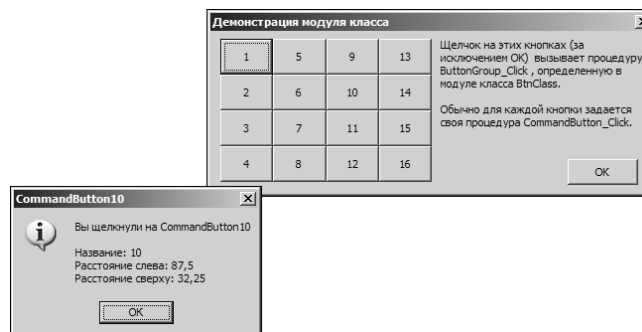 Демонстрация модуля класса
1 5 9 13
2 6 10 14
3 7 11 15
4 8 12 16
Щелчок на этих кнопках (за
исключением OK) вызывает процедуру
ButtonGroup_Click , определенную в
модуле класса BtnClass.
Обычно для каждой кнопки задается
своя процедура CommandButton_Click.
OK
CommandButton10
Вы щелкнули на CommandButton10
Название: 10
Расстояние слева: 87,5
Расстояние сверху: 32,25
OK